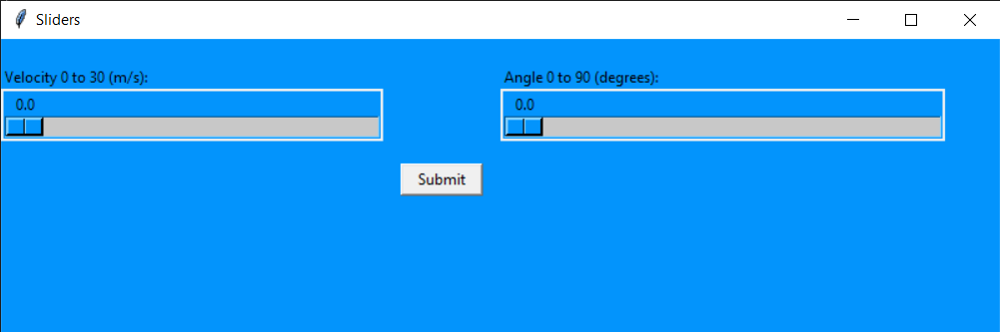 Sliders
Velocity 0 to 30 (m/s): Angle 0 to 90 (degrees):
0.0 0.0
Submit